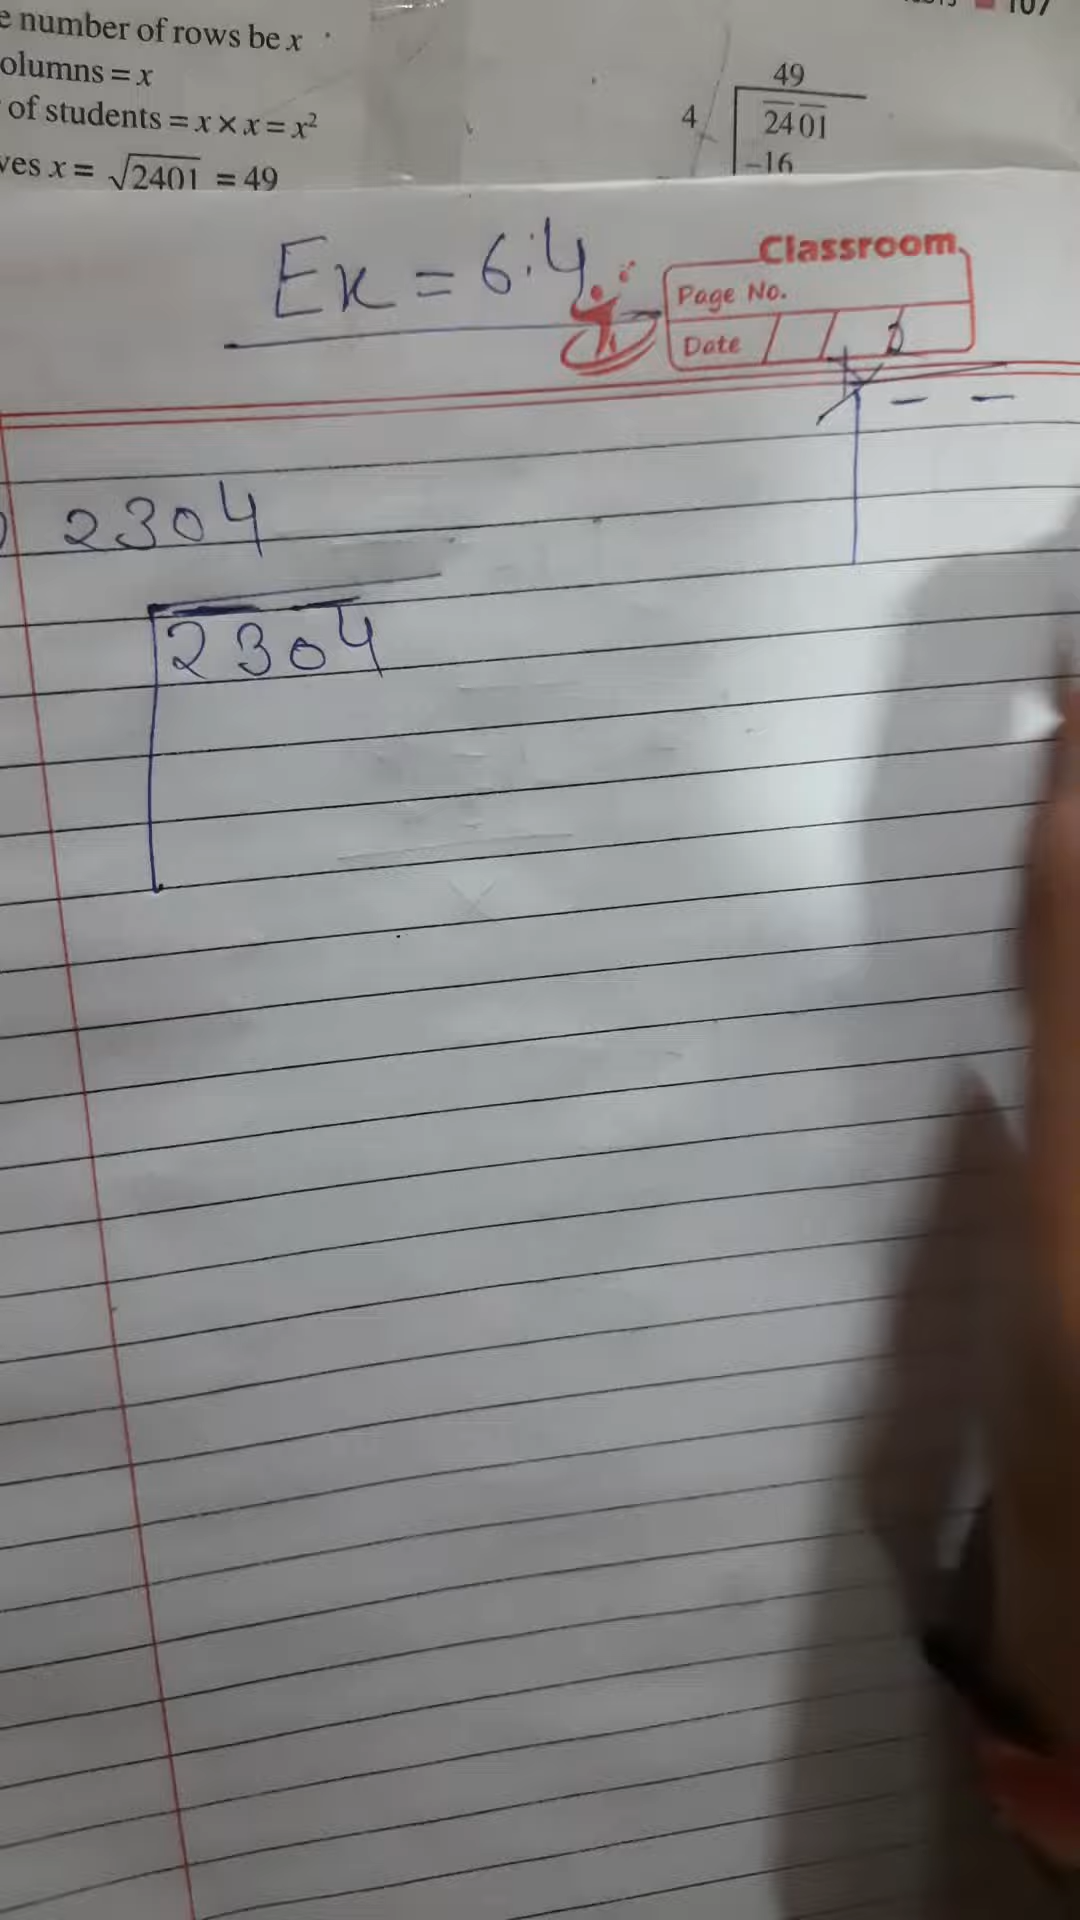 e number of rows be x
olumns = x
of students = x × x = x²
ves x = √2401 = 49
107
49
4 2401
–16
Ex = 6.4
Classroom
Page No.
Date / /
2304
2304